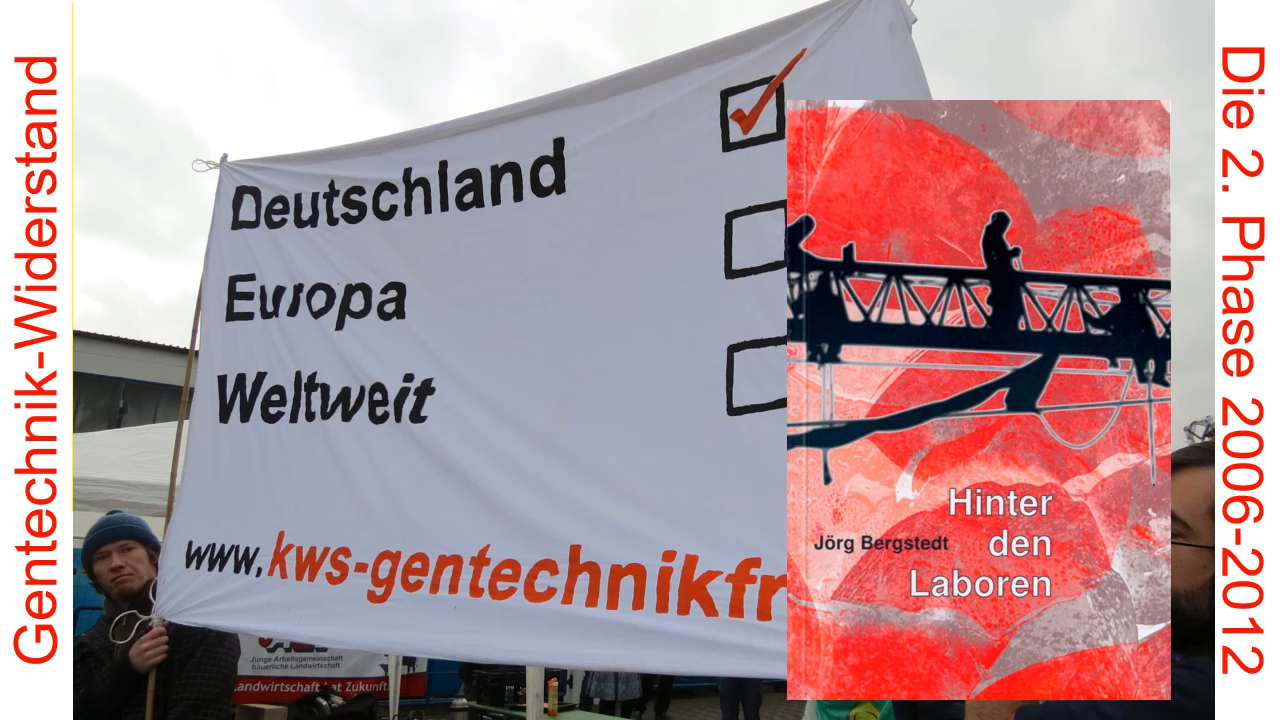 Gentechnik-Widerstand
Deutschland
Europa
Weltweit
www.kws-gentechnikfr
Junge Arbeitsgemeinschaft
bäuerliche Landwirtschaft
Landwirtschaft hat Zukunft.
Jörg Bergstedt
Hinter
den
Laboren
Die 2. Phase 2006-2012